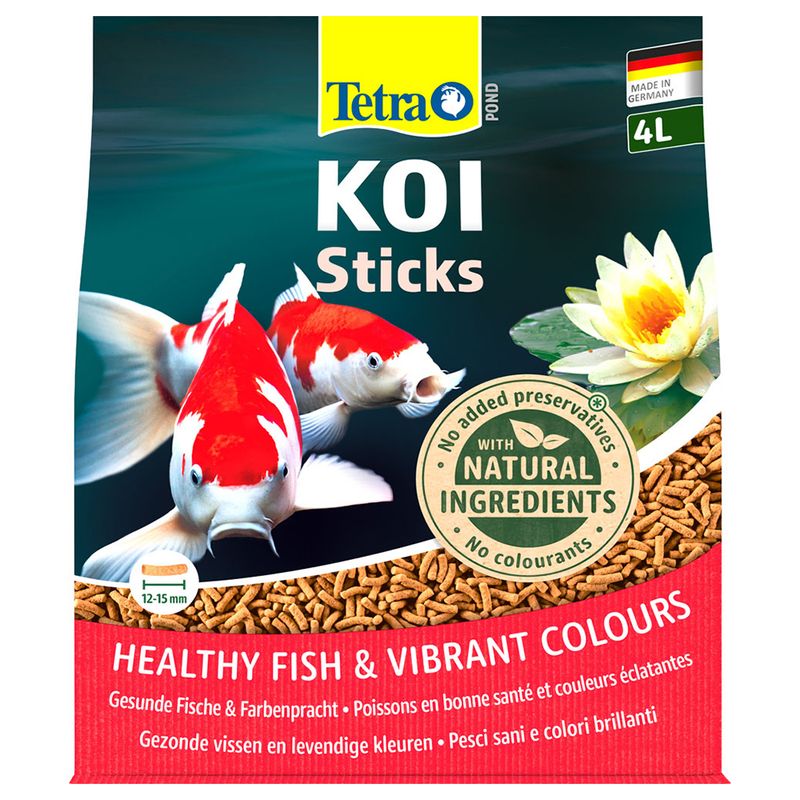 Tetra
POND
MADE IN
GERMANY
4L
KOI
Sticks
No added preservatives*
WITH
NATURAL
INGREDIENTS
No colourants
12-15 mm
HEALTHY FISH & VIBRANT COLOURS
Gesunde Fische & Farbenpracht • Poissons en bonne santé et couleurs éclatantes
Gezonde vissen en levendige kleuren • Pesci sani e colori brillanti